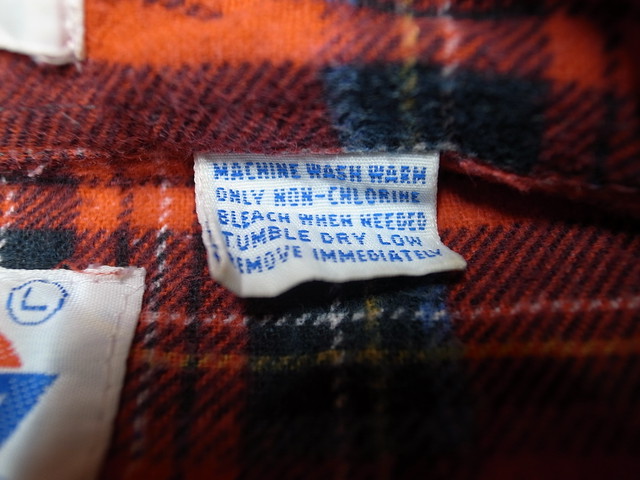 MACHINE WASH WARM
ONLY NON-CHLORINE
BLEACH WHEN NEEDED
TUMBLE DRY LOW
REMOVE IMMEDIATELY
L